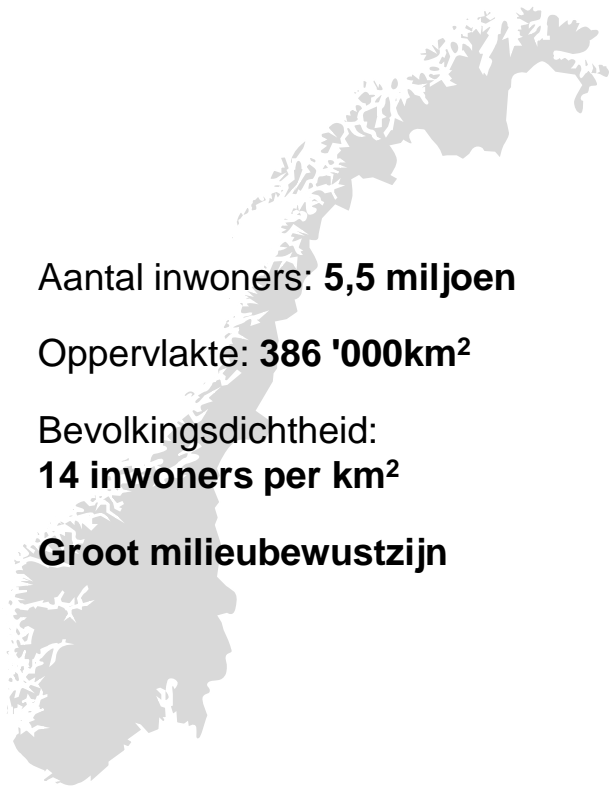 Aantal inwoners: 5,5 miljoen
Oppervlakte: 386 '000km²
Bevolkingsdichtheid:
14 inwoners per km²
Groot milieubewustzijn